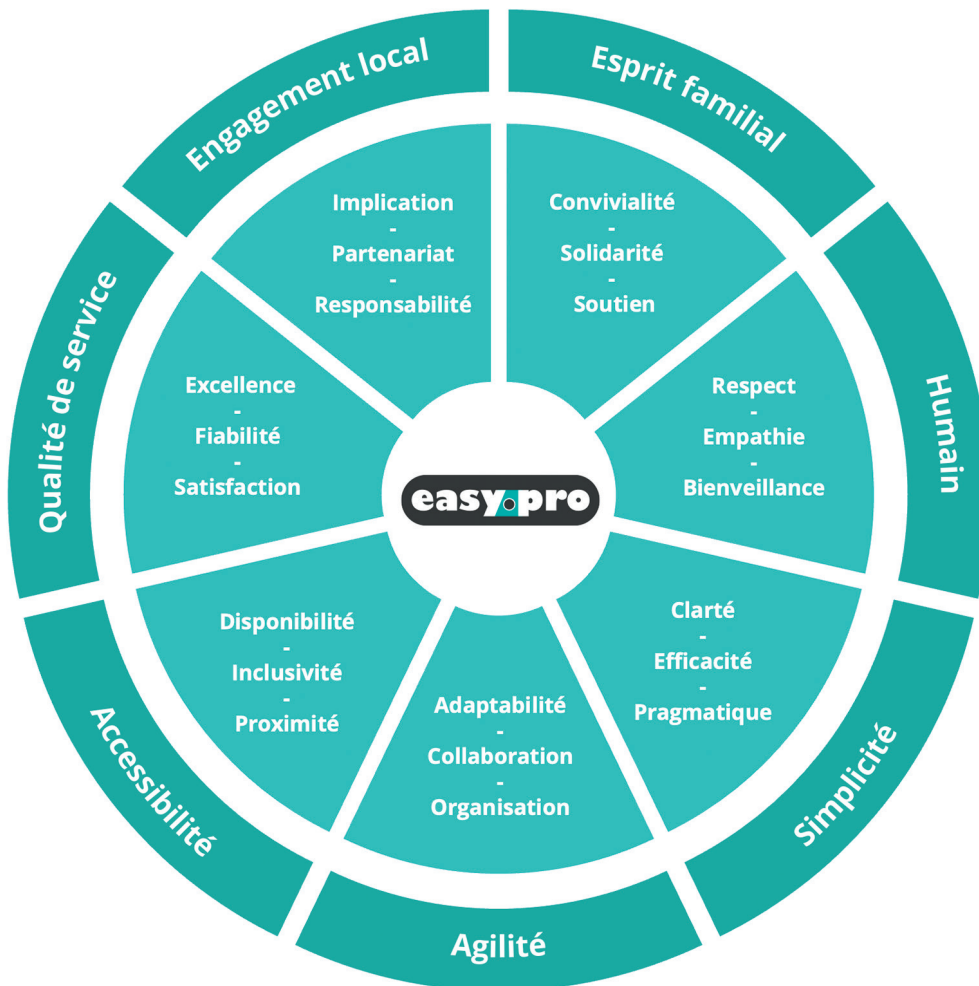 Engagement local
Esprit familial
Implication
-
Partenariat
-
Responsabilité
Convivialité
-
Solidarité
-
Soutien
Qualité de service
Humain
Excellence
-
Fiabilité
-
Satisfaction
Respect
-
Empathie
-
Bienveillance
easy.pro
Disponibilité
-
Inclusivité
-
Proximité
Clarté
-
Efficacité
-
Pragmatique
Adaptabilité
-
Collaboration
-
Organisation
Accessibilité
Simplicité
Agilité